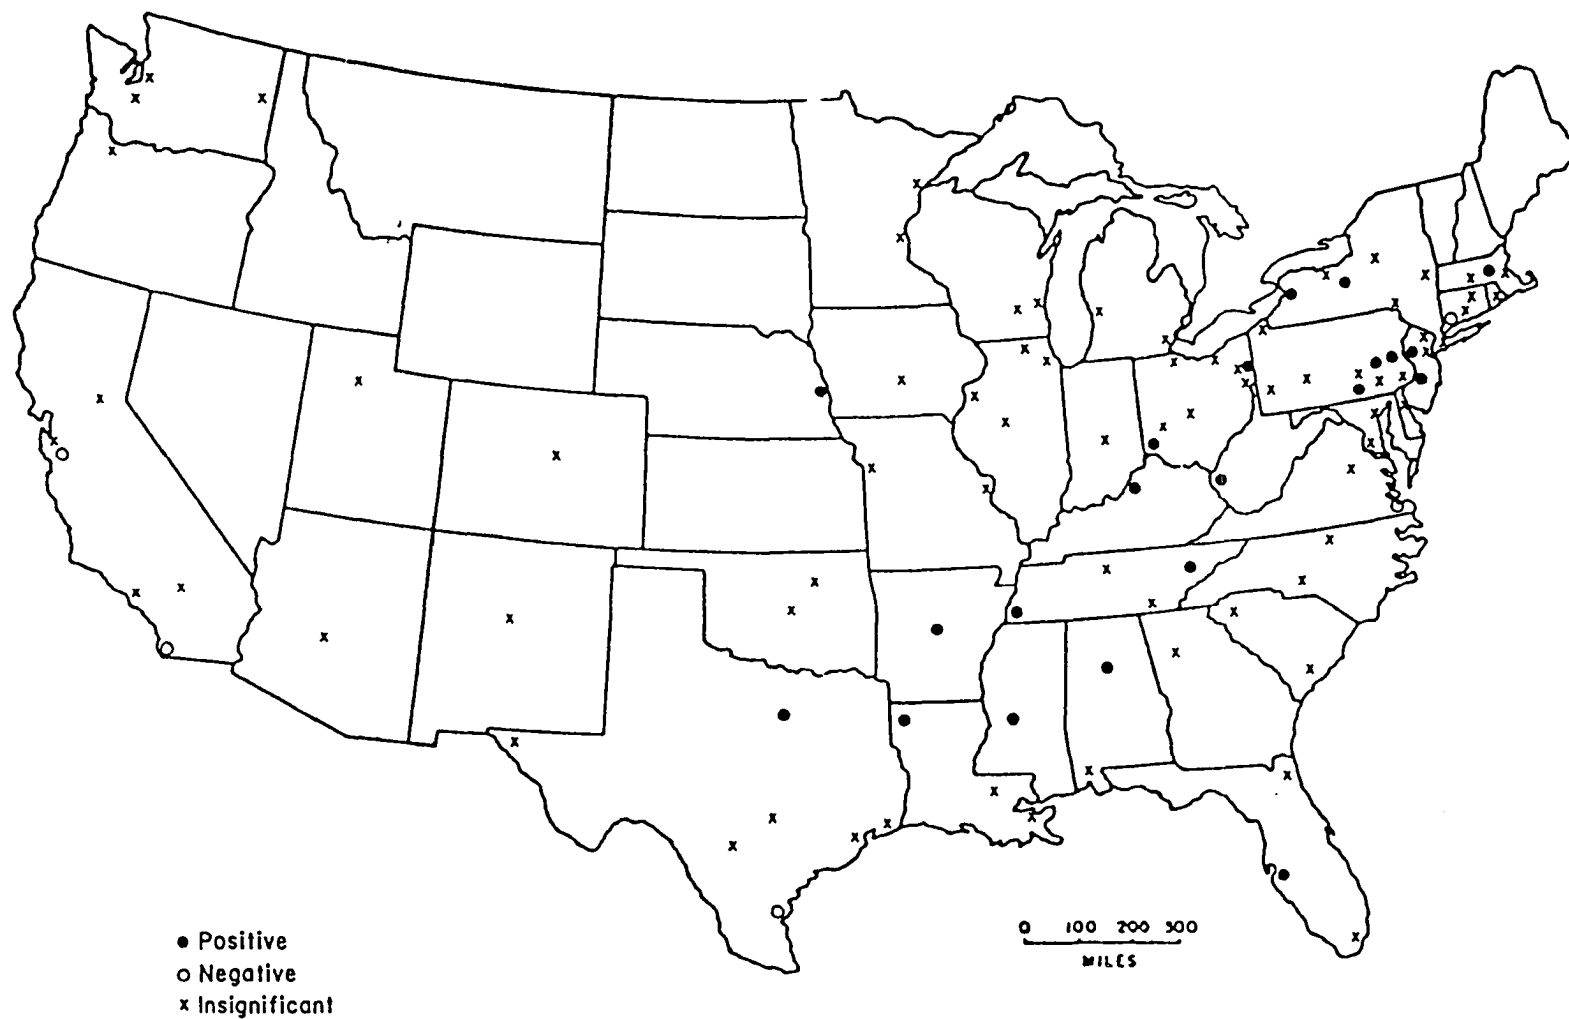 ● Positive
○ Negative
x Insignificant
0 100 200 300
MILES